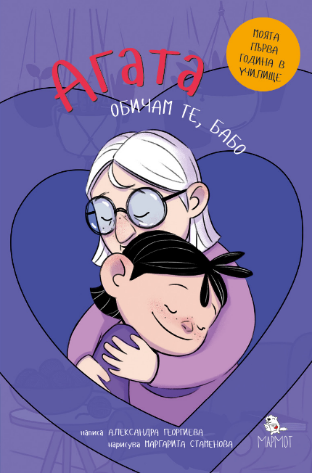 Агата
ОБИЧАМ ТЕ, БАБО
МОЯТА
ПЪРВА
ГОДИНА В
УЧИЛИЩЕ
написа АЛЕКСАНДРА ГЕОРГИЕВА
нарисува МАРГАРИТА СТАМЕНОВА
МАРМОТ